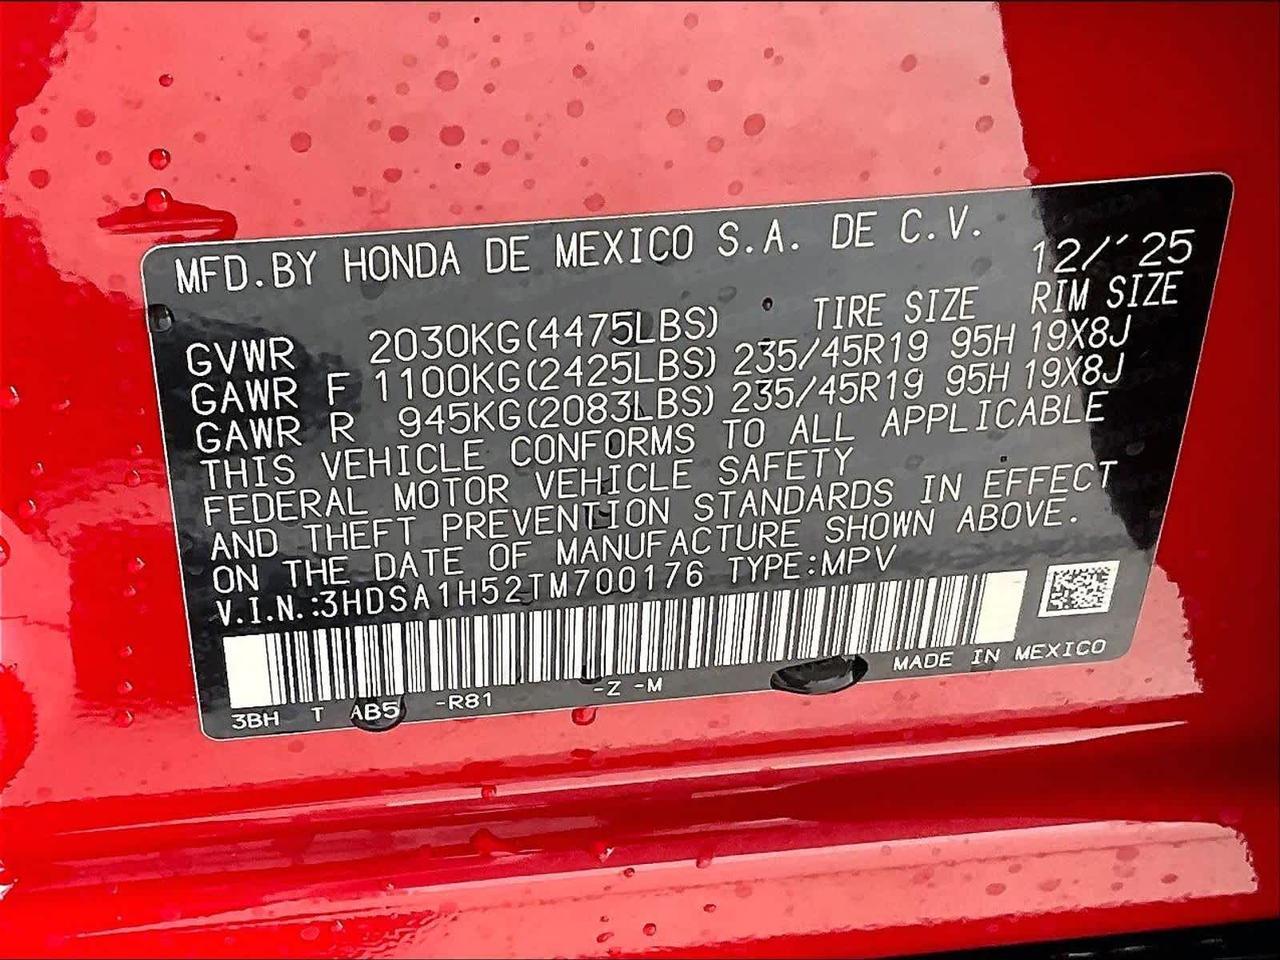 MFD.BY HONDA DE MEXICO S.A. DE C.V. 12/'25
TIRE SIZE RIM SIZE
GVWR 2030KG(4475LBS)
GAWR F 1100KG(2425LBS) 235/45R19 95H 19X8J
GAWR R 945KG(2083LBS) 235/45R19 95H 19X8J
THIS VEHICLE CONFORMS TO ALL APPLICABLE
FEDERAL MOTOR VEHICLE SAFETY
AND THEFT PREVENTION STANDARDS IN EFFECT
ON THE DATE OF MANUFACTURE SHOWN ABOVE.
V.I.N.:3HDSA1H52TM700176 TYPE:MPV
MADE IN MEXICO
3BH T AB5 -R81 -Z -M